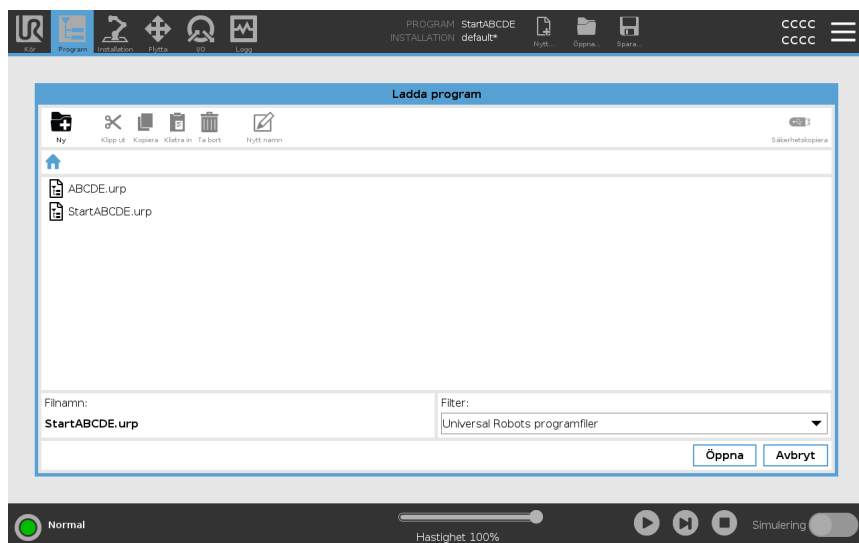 UR
PROGRAM StartABCDE
INSTALLATION default*
CCCC
CCCC
Kör Program Installation Flytta I/O Logg
Nytt... Öppna... Spara...
Ladda program
Ny Klipp ut Kopiera Klistra in Ta bort Nytt namn Säkerhetskopiera
ABCDE.urp
StartABCDE.urp
Filnamn: Filter:
StartABCDE.urp Universal Robots programfiler
Öppna Avbryt
Normal Hastighet 100% Simulering